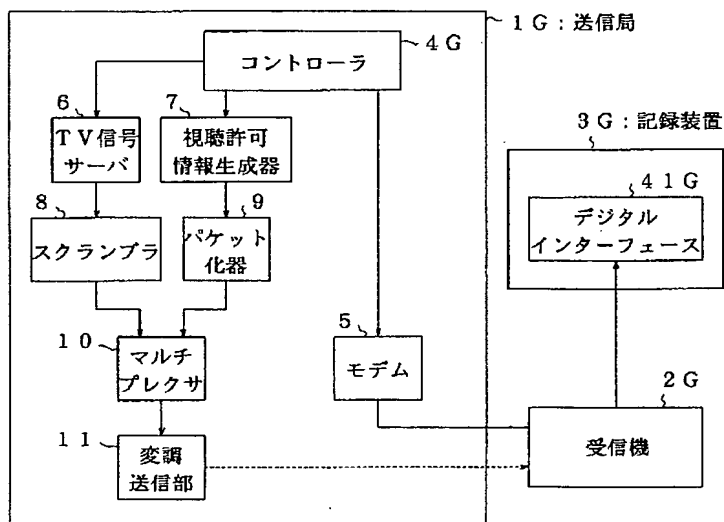 1G:送信局
4G
コントローラ
6
TV信号
サーバ
7
視聴許可
情報生成器
3G:記録装置
41G
デジタル
インターフェース
8
スクランブラ
9
パケット
化器
10
マルチ
プレクサ
5
モデム
2G
受信機
11
変調
送信部